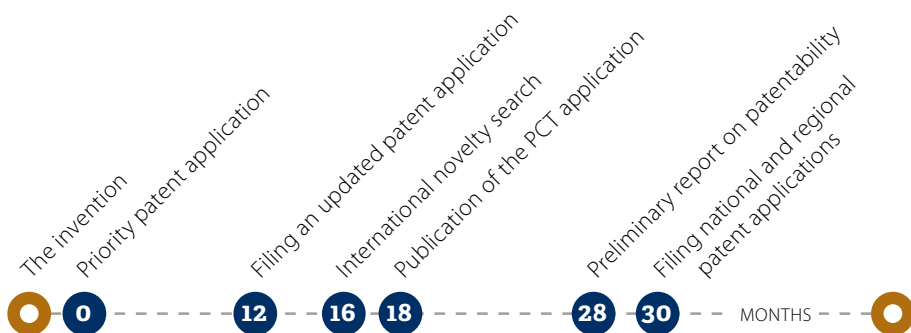 The invention
Priority patent application
Filing an updated patent application
International novelty search
Publication of the PCT application
Preliminary report on patentability
Filing national and regional
patent applications
0
12
16
18
28
30
MONTHS